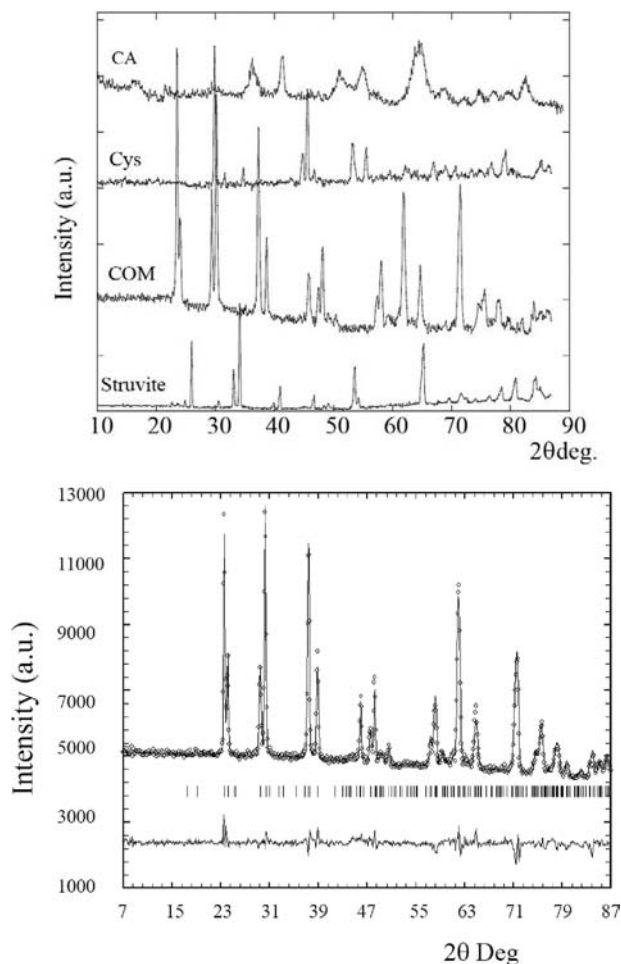 CA
Cys
COM
Struvite
Intensity (a.u.)
10 20 30 40 50 60 70 80 90
2θdeg.
13000
11000
9000
7000
5000
3000
1000
Intensity (a.u.)
7 15 23 31 39 47 55 63 71 79 87
2θ Deg